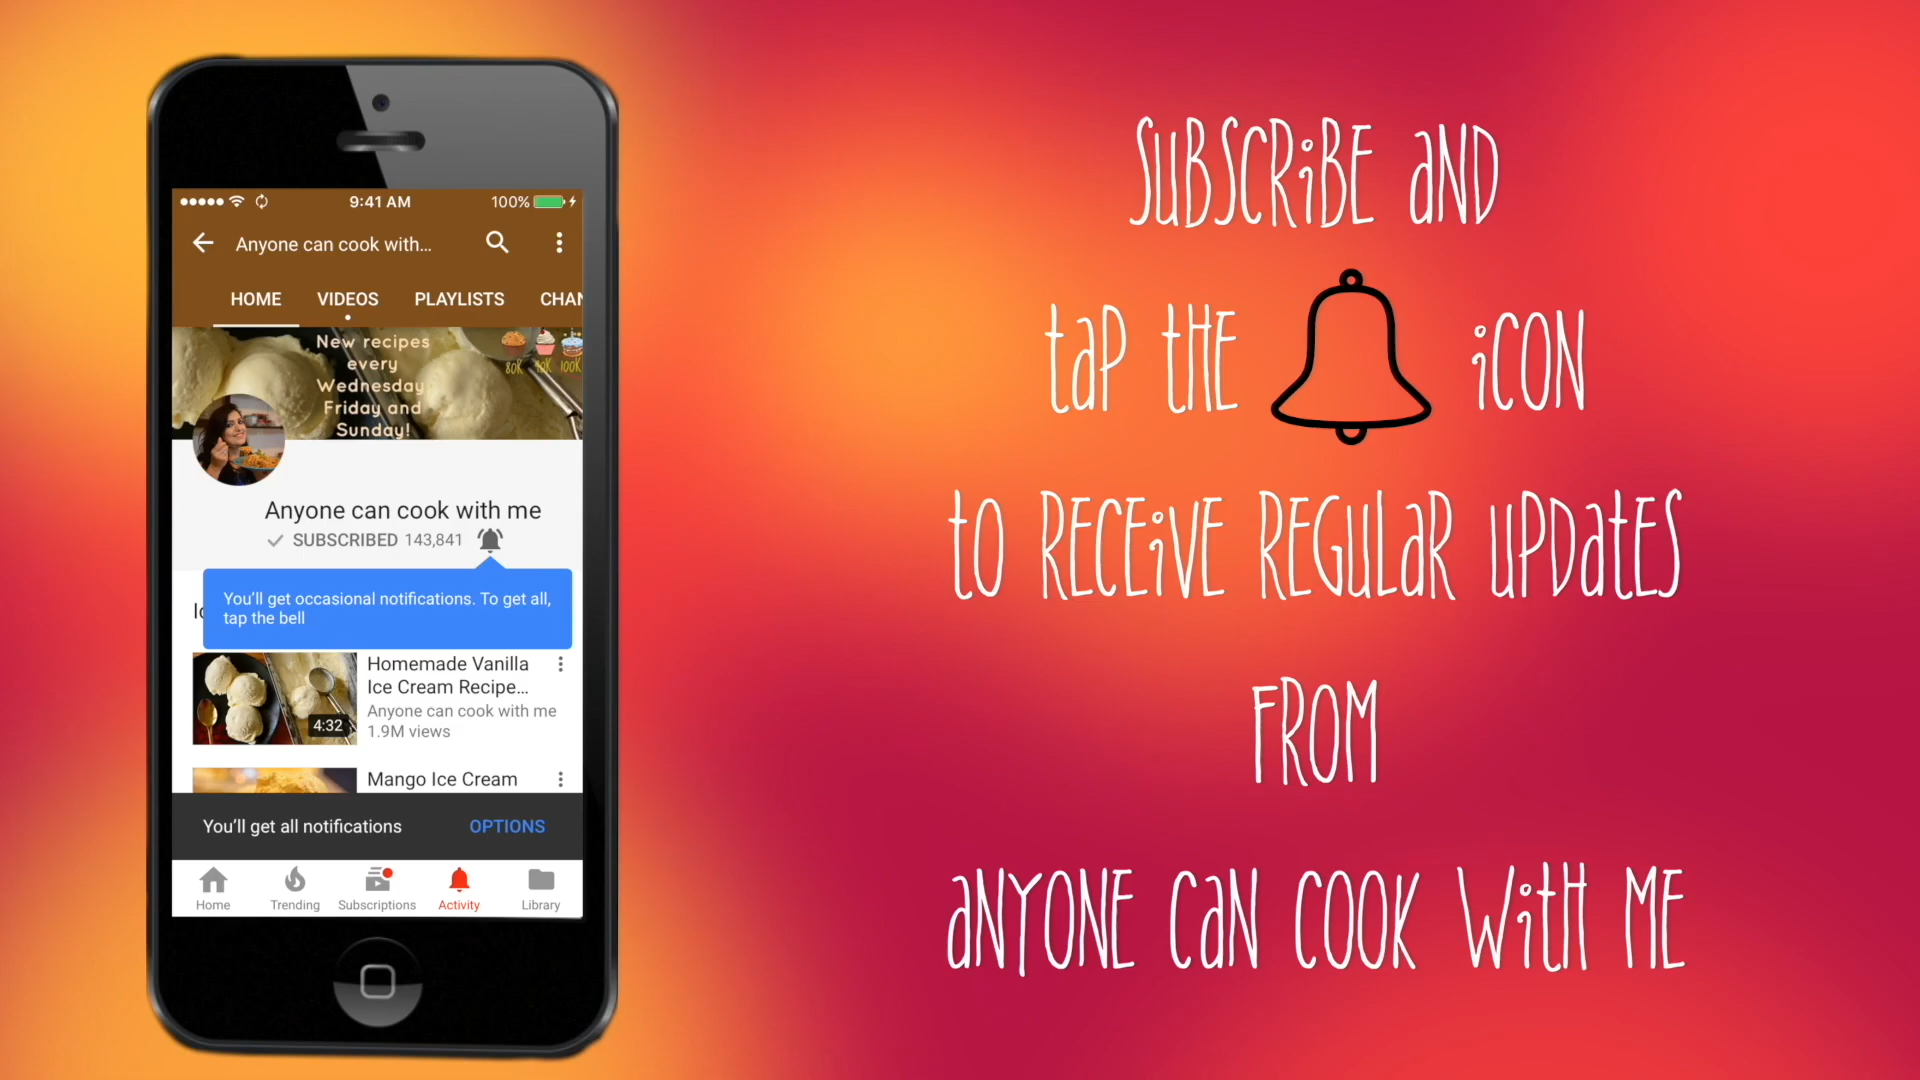 9:41 AM
100%
Anyone can cook with...
HOME VIDEOS PLAYLISTS CHAN
New recipes
every
Wednesday,
Friday and
Sunday!
80K 90K 100K
Anyone can cook with me
SUBSCRIBED 143,841
You'll get occasional notifications. To get all,
tap the bell
Homemade Vanilla
Ice Cream Recipe...
Anyone can cook with me
1.9M views
4:32
Mango Ice Cream
You'll get all notifications OPTIONS
Home Trending Subscriptions Activity Library
SUBSCRIBE AND
TAP THE ICON
TO RECEIVE REGULAR UPDATES
FROM
ANYONE CAN COOK WITH ME